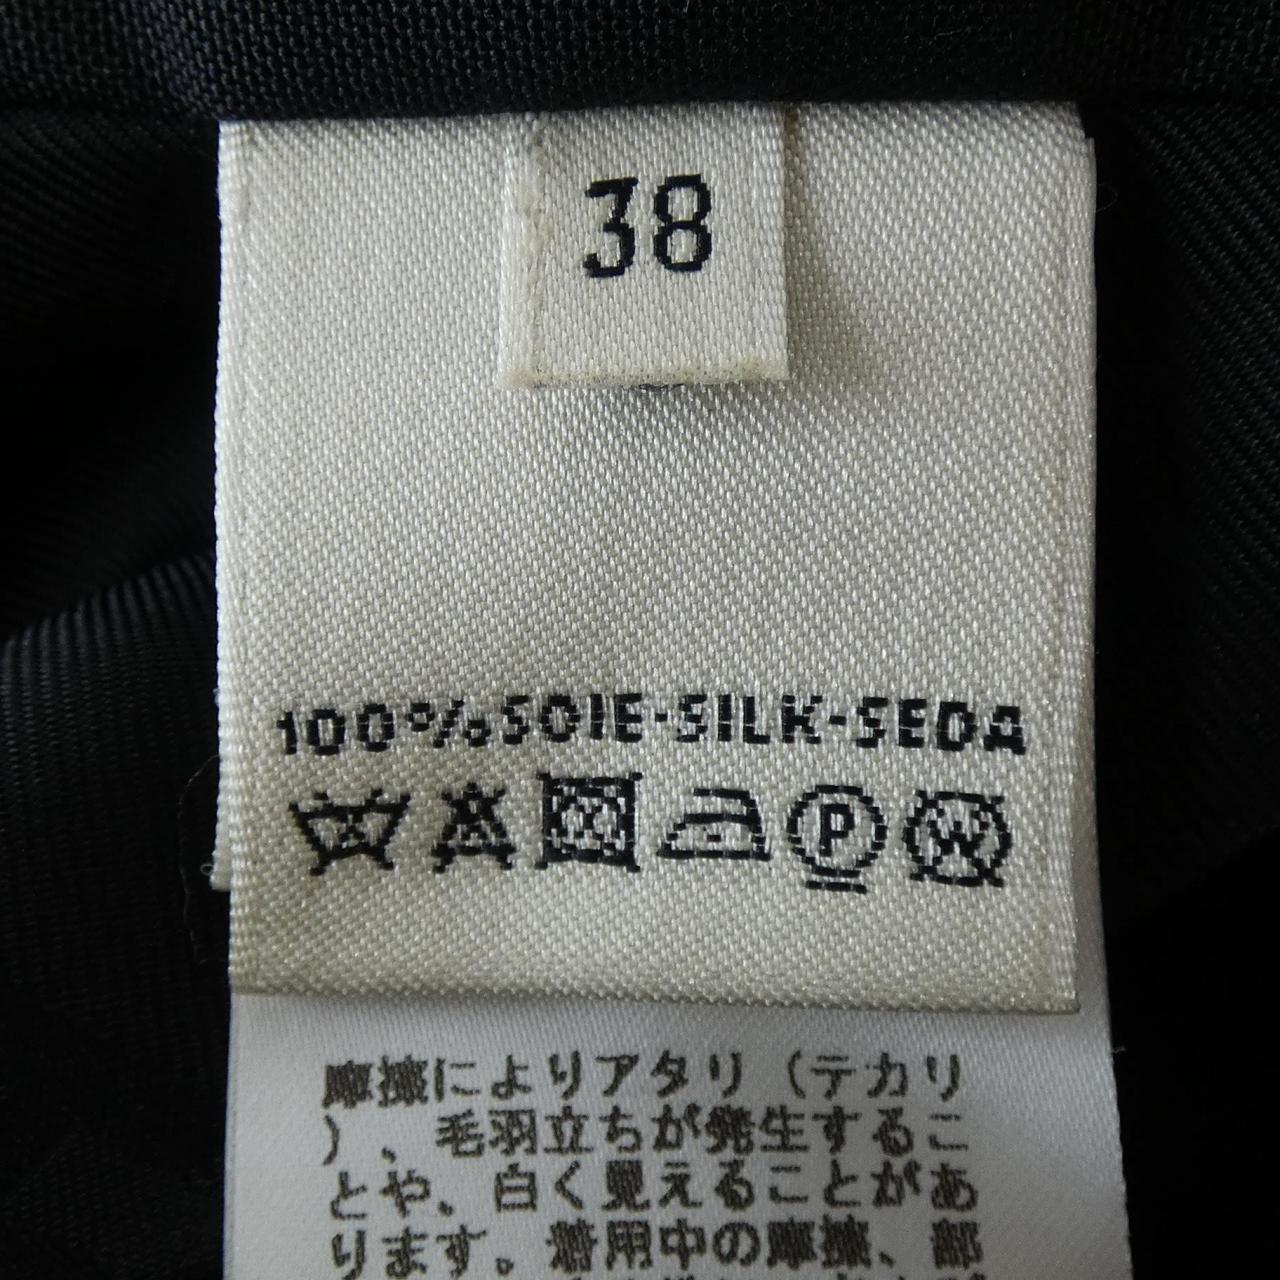 38
100% SOIE-SILK-SEDA
P W
摩擦によりアタリ（テカリ
）、毛羽立ちが発生するこ
とや、白く見えることがあ
ります。着用中の摩擦、部